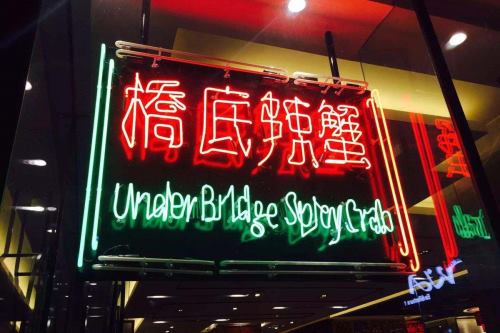 橋底辣蟹
Under Bridge Spicy Crab